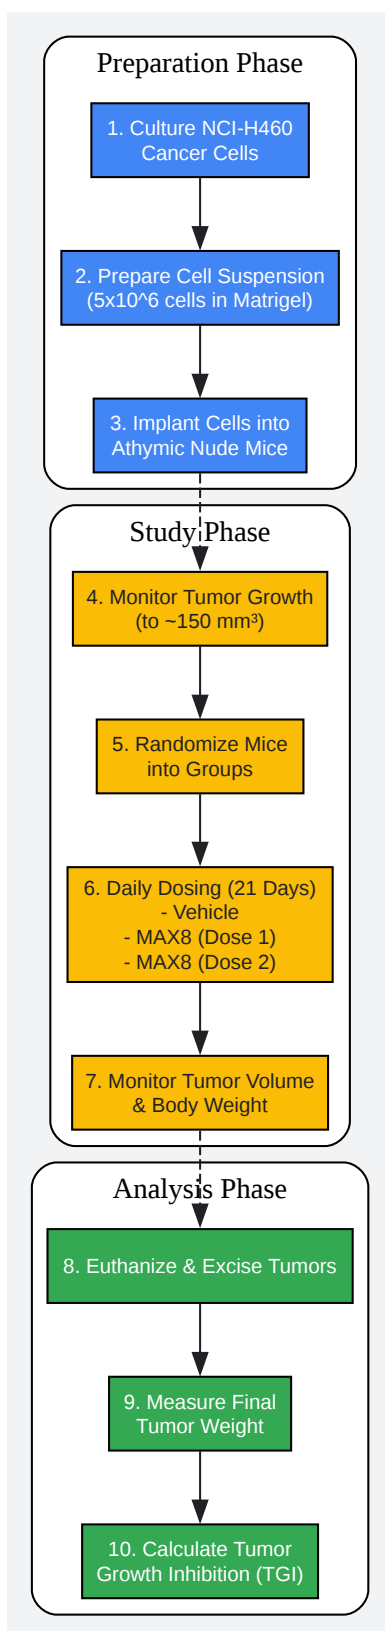 Preparation Phase
1. Culture NCI-H460
Cancer Cells
2. Prepare Cell Suspension
(5x10^6 cells in Matrigel)
3. Implant Cells into
Athymic Nude Mice
Study Phase
4. Monitor Tumor Growth
(to ~150 mm³)
5. Randomize Mice
into Groups
6. Daily Dosing (21 Days)
- Vehicle
- MAX8 (Dose 1)
- MAX8 (Dose 2)
7. Monitor Tumor Volume
& Body Weight
Analysis Phase
8. Euthanize & Excise Tumors
9. Measure Final
Tumor Weight
10. Calculate Tumor
Growth Inhibition (TGI)